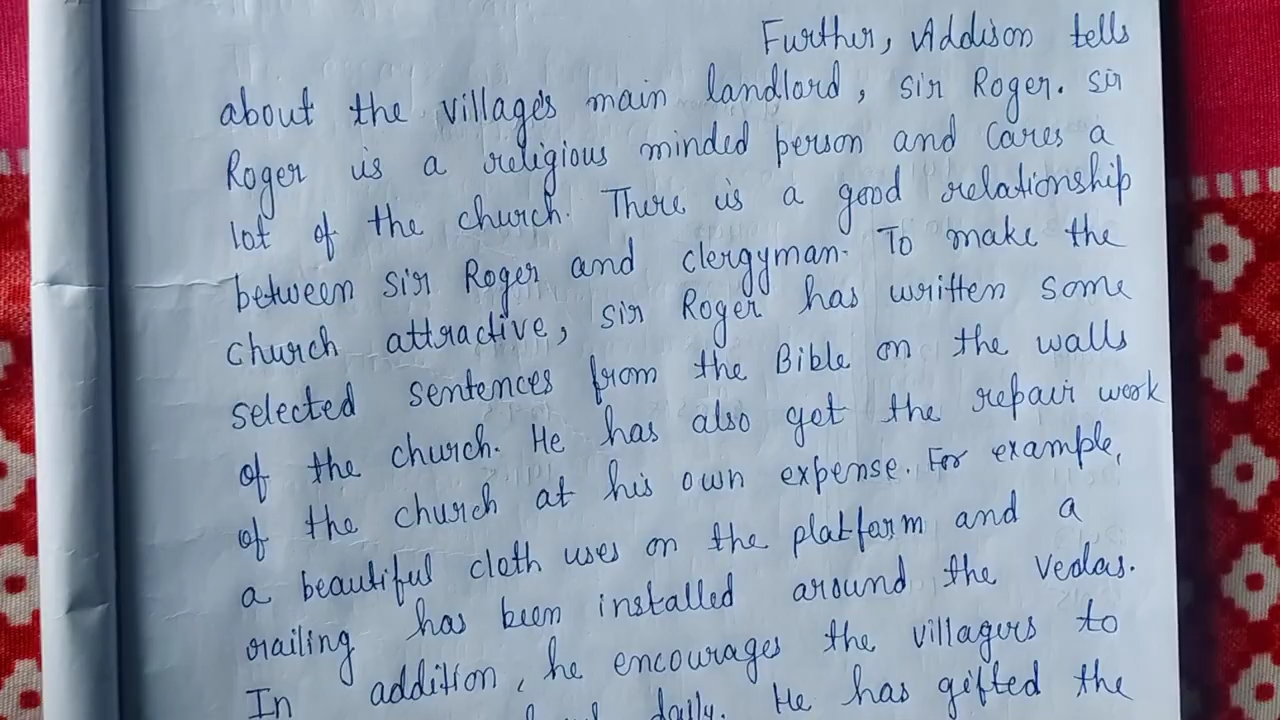 Further, Addison tells
about the village's main landlord, sir Roger. sir
Roger is a religious minded person and cares a
lot of the church. There is a good relationship
between sir Roger and clergyman. To make the
church attractive, sir Roger has written some
selected sentences from the Bible on the walls
of the church. He has also get the repair work
of the church at his own expense. For example,
a beautiful cloth uses on the platform and a
railing has been installed around the vedas.
In addition, he encourages the villagers to
daily. He has gifted the